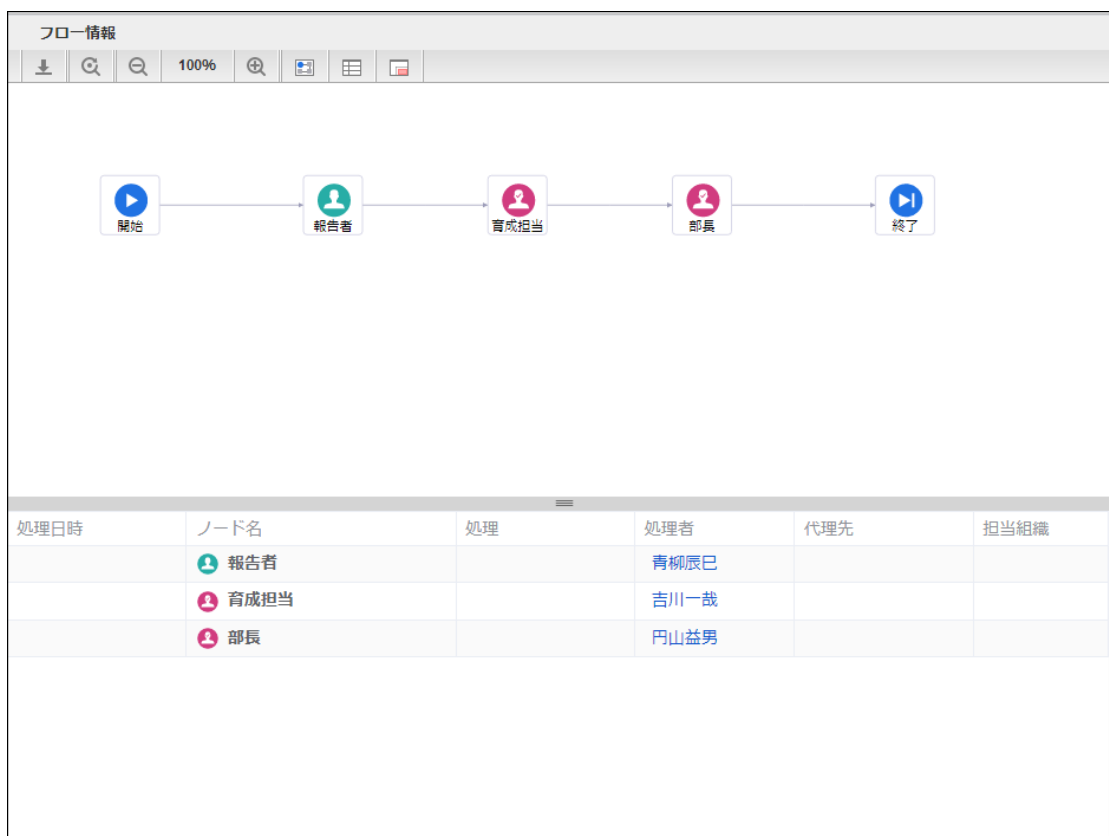 フロー情報
100%
開始
報告者
育成担当
部長
終了
処理日時 ノード名 処理 処理者 代理先 担当組織
報告者 青柳辰巳
育成担当 吉川一哉
部長 円山益男